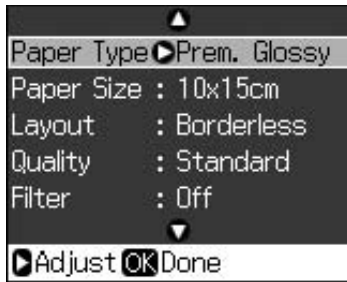 Paper Type Prem. Glossy
Paper Size : 10x15cm
Layout : Borderless
Quality : Standard
Filter : Off
Adjust OK Done